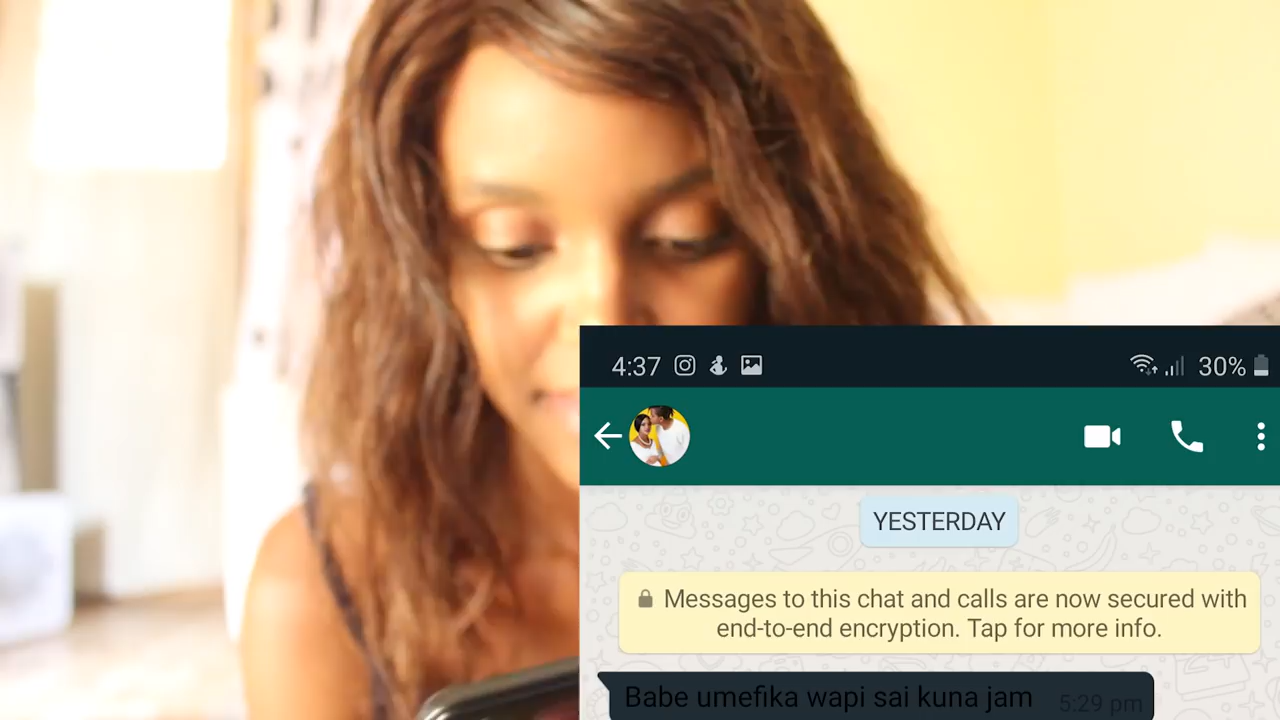 4:37 30%
YESTERDAY
Messages to this chat and calls are now secured with
end-to-end encryption. Tap for more info.
Babe umefika wapi sai kuna jam 5:29 pm